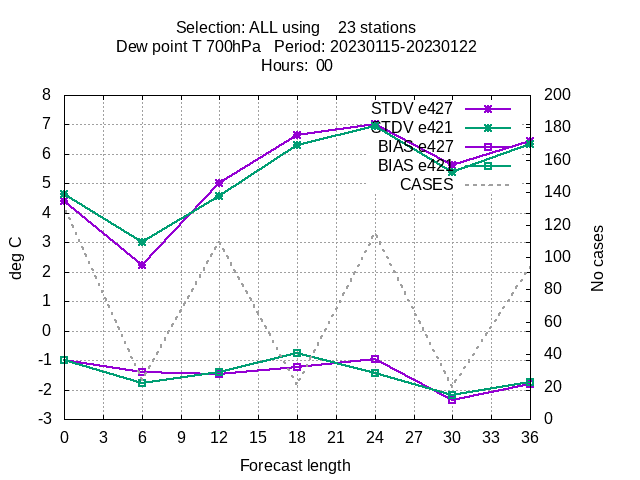 Selection: ALL using    23 stations
Dew point T 700hPa   Period: 20230115-20230122
Hours:  00
STDV e427
STDV e421
BIAS e427
BIAS e421
CASES
8
7
6
5
4
3
2
1
0
-1
-2
-3
deg C
200
180
160
140
120
100
80
60
40
20
0
No cases
0 3 6 9 12 15 18 21 24 27 30 33 36
Forecast length